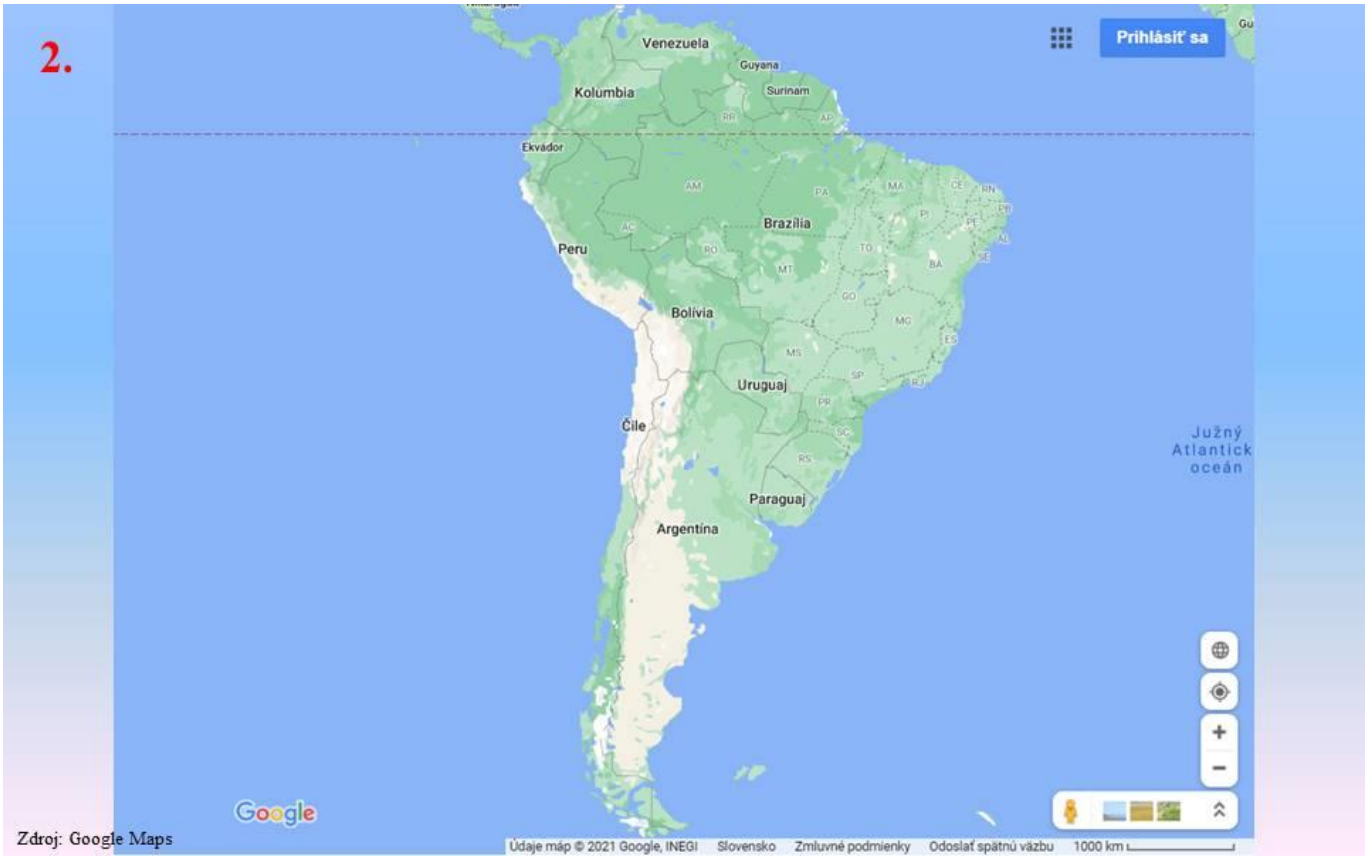 2.
Venezuela
Guyana
Kolumbia
Surinam
RR
AP
Ekvádor
AM
PA
MA
CE
RN
PB
PI
PE
AL
SE
Brazília
AC
RO
TO
BA
Peru
MT
GO
Bolívia
MG
ES
MS
SP
RJ
Uruguaj
PR
SC
Čile
RS
Paraguaj
Argentína
Prihlásiť sa
Gu
Južný
Atlantick
oceán
Google
Zdroj: Google Maps
Údaje máp © 2021 Google, INEGI Slovensko Zmluvné podmienky Odoslať spätnú väzbu 1000 km